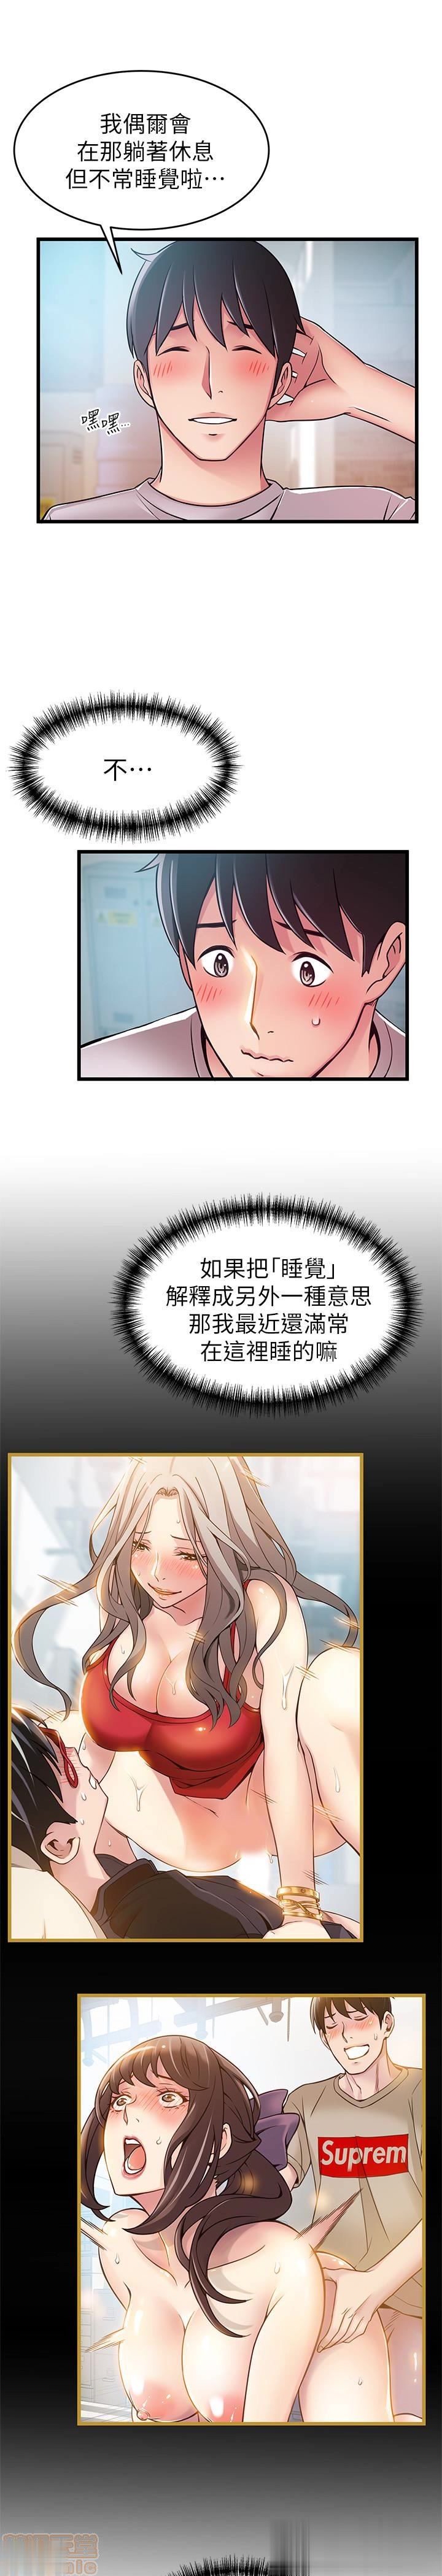 我偶爾會
在那躺著休息
但不常睡覺啦⋯
嘿嘿⋯
不⋯
如果把「睡覺」
解釋成另外一種意思
那我最近還滿常
在這裡睡的嘛
Suprem